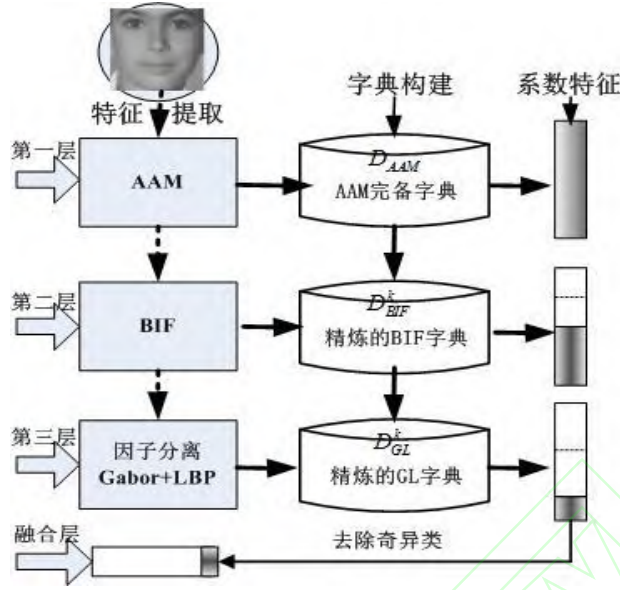 特征 提取
字典构建
系数特征
第一层
AAM
D_AAM
AAM完备字典
第二层
BIF
D^k_BIF
精炼的BIF字典
第三层
因子分离
Gabor+LBP
D^k_GL
精炼的GL字典
融合层
去除奇异类